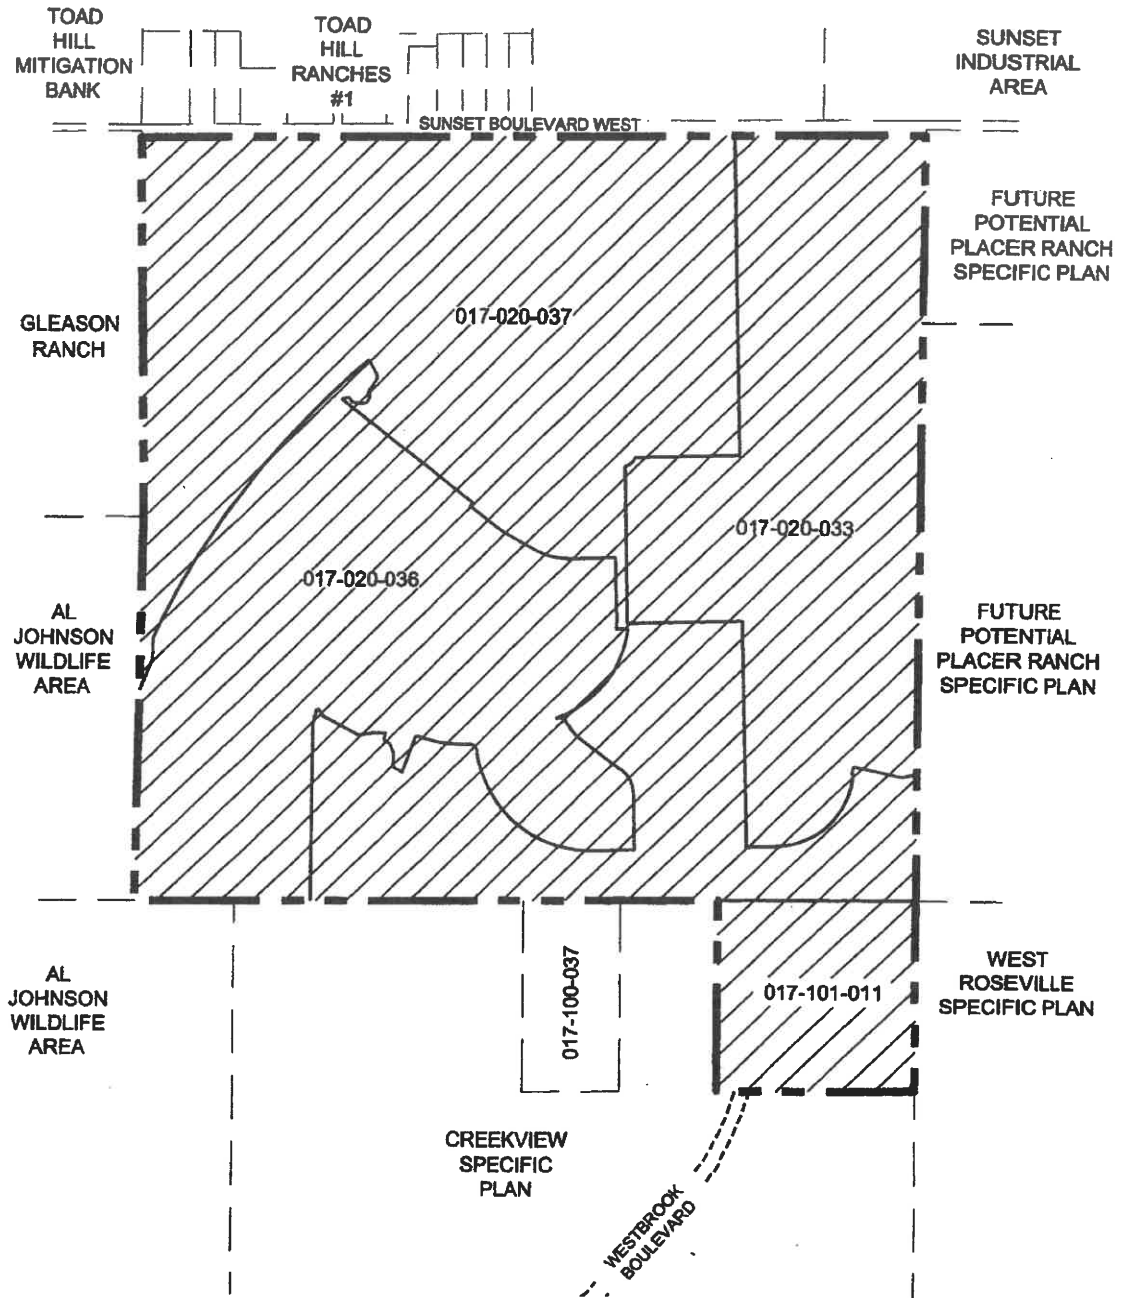 TOAD
HILL
MITIGATION
BANK
TOAD
HILL
RANCHES
#1
SUNSET
INDUSTRIAL
AREA
SUNSET BOULEVARD WEST
FUTURE
POTENTIAL
PLACER RANCH
SPECIFIC PLAN
GLEASON
RANCH
017-020-037
017-020-033
017-020-036
AL
JOHNSON
WILDLIFE
AREA
FUTURE
POTENTIAL
PLACER RANCH
SPECIFIC PLAN
AL
JOHNSON
WILDLIFE
AREA
017-100-037
017-101-011
WEST
ROSEVILLE
SPECIFIC PLAN
CREEKVIEW
SPECIFIC
PLAN
WESTBROOK
BOULEVARD